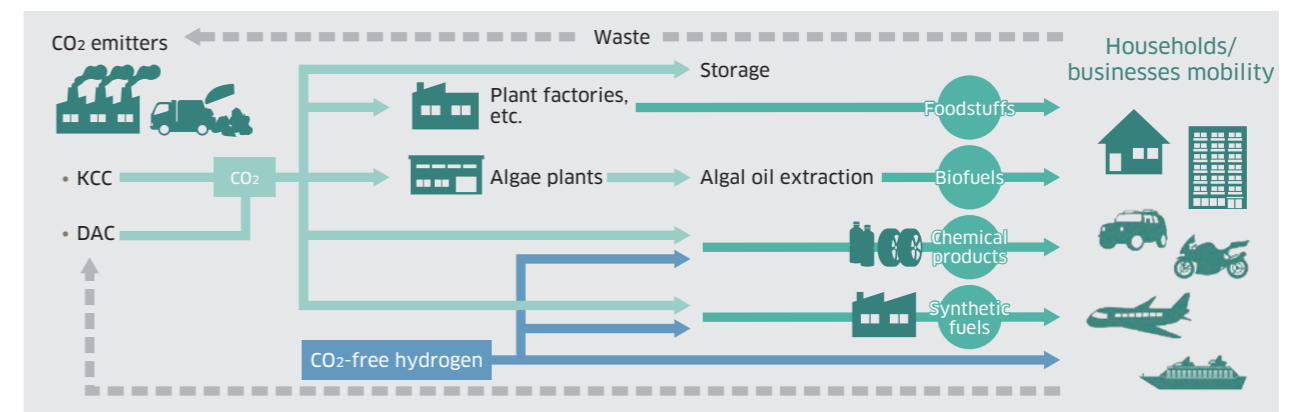 CO2 emitters
Waste
Households/
businesses mobility
Storage
Plant factories,
etc.
Foodstuffs
• KCC
CO2
Algae plants
Algal oil extraction
Biofuels
• DAC
Chemical
products
Synthetic
fuels
CO2-free hydrogen